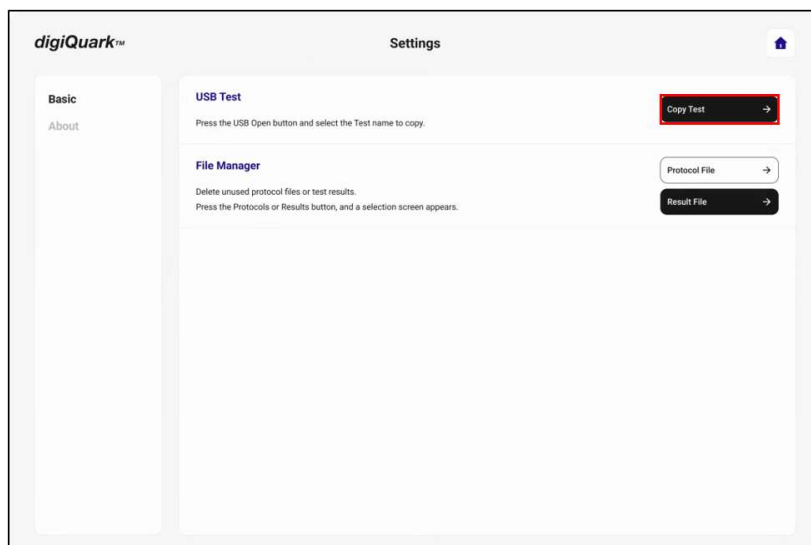 digiQuark™
Settings
Basic
About
USB Test
Press the USB Open button and select the Test name to copy.
Copy Test
File Manager
Delete unused protocol files or test results.
Press the Protocols or Results button, and a selection screen appears.
Protocol File
Result File